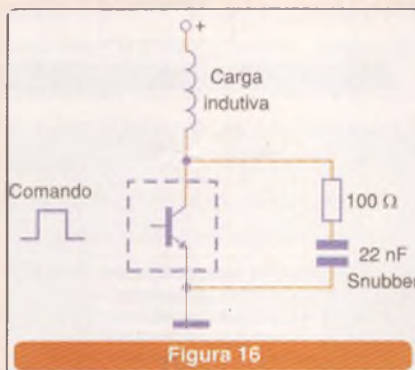 +
Carga
indutiva
Comando
100 Ω
22 nF
Snubber
Figura 16